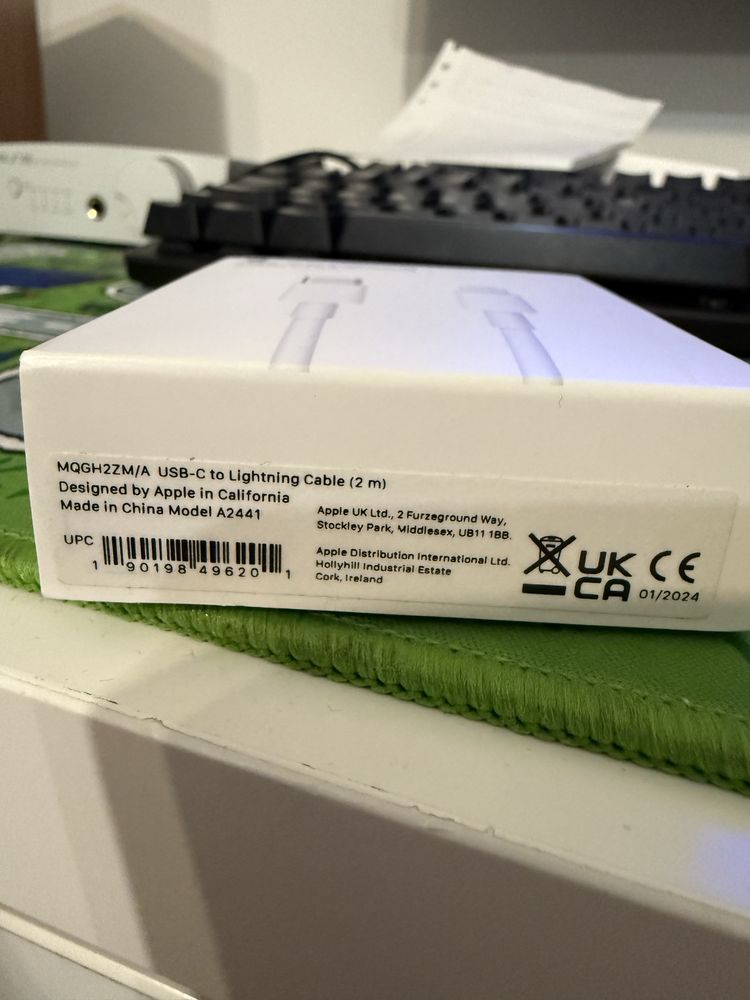 MQGH2ZM/A USB-C to Lightning Cable (2 m)
Designed by Apple in California
Made in China Model A2441
UPC
1 90198 49620 1
Apple UK Ltd., 2 Furzeground Way,
Stockley Park, Middlesex, UB11 1BB.
Apple Distribution International Ltd.
Hollyhill Industrial Estate
Cork, Ireland
UK
CA
CE
01/2024